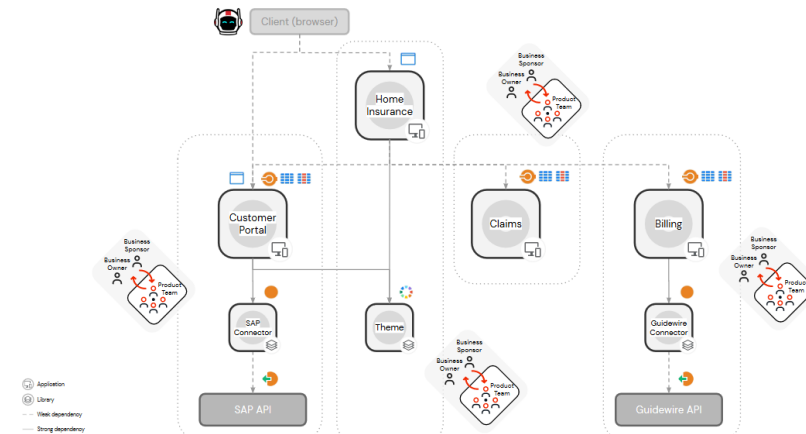 Client (browser)
Business
Sponsor
Business
Owner
Product
Team
Home
Insurance
Customer
Portal
Claims
Billing
Business
Sponsor
Business
Owner
Product
Team
Business
Sponsor
Business
Owner
Product
Team
SAP
Connector
Theme
Guidewire
Connector
Business
Sponsor
Business
Owner
Product
Team
Application
Library
Weak dependency
Strong dependency
SAP API
Guidewire API